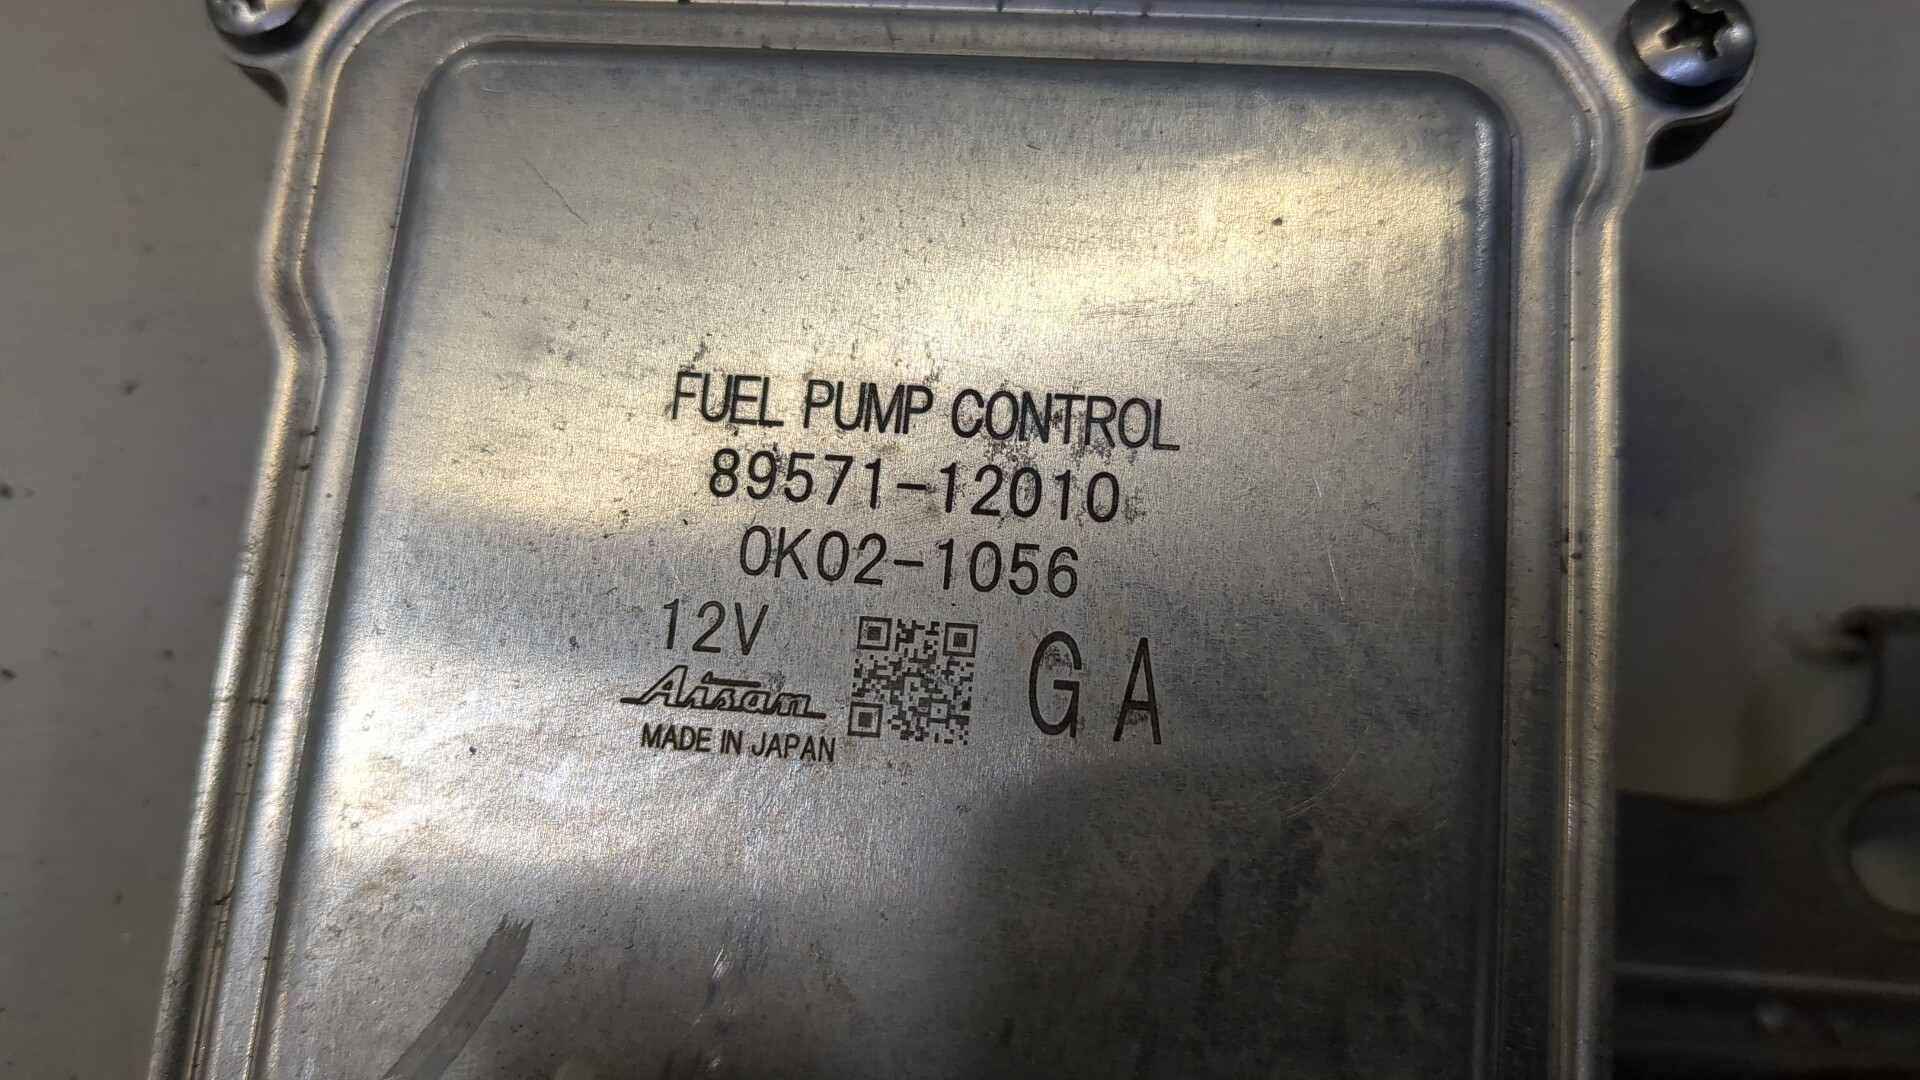 FUEL PUMP CONTROL
89571-12010
0K02-1056
12V
Aisan
MADE IN JAPAN
GA